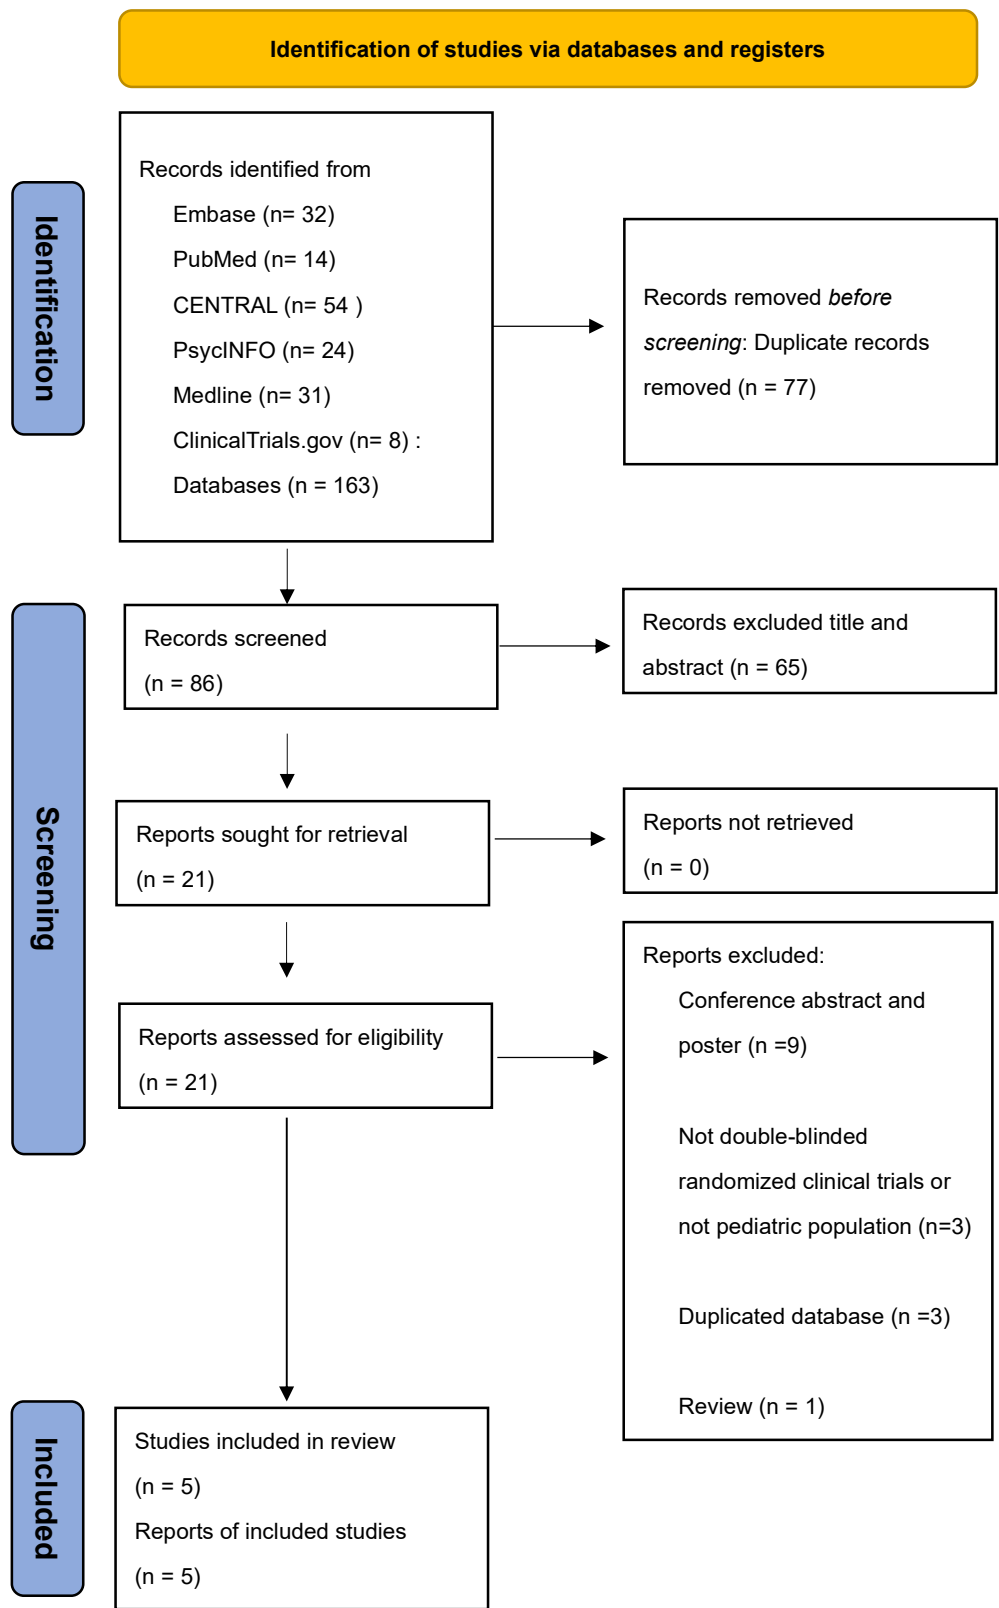 Identification of studies via databases and registers
Identification
Records identified from
Embase (n= 32)
PubMed (n= 14)
CENTRAL (n= 54 )
PsycINFO (n= 24)
Medline (n= 31)
ClinicalTrials.gov (n= 8) :
Databases (n = 163)
Records removed before
screening: Duplicate records
removed (n = 77)
Screening
Records screened
(n = 86)
Records excluded title and
abstract (n = 65)
Reports sought for retrieval
(n = 21)
Reports not retrieved
(n = 0)
Reports assessed for eligibility
(n = 21)
Reports excluded:
Conference abstract and
poster (n =9)
Not double-blinded
randomized clinical trials or
not pediatric population (n=3)
Duplicated database (n =3)
Review (n = 1)
Included
Studies included in review
(n = 5)
Reports of included studies
(n = 5)